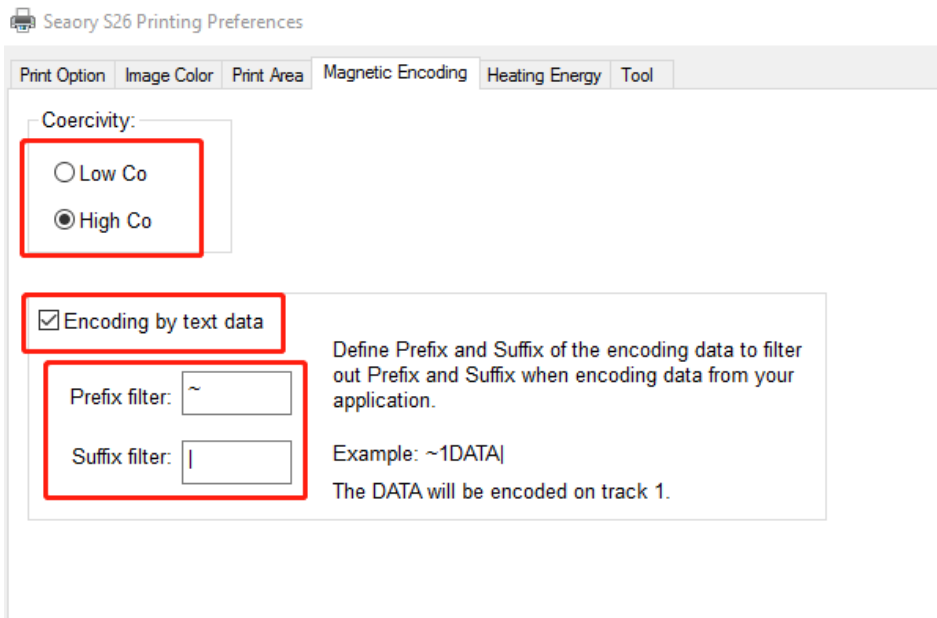 Seaory S26 Printing Preferences
Print Option Image Color Print Area Magnetic Encoding Heating Energy Tool
Coercivity:
Low Co
High Co
Encoding by text data
Prefix filter: ~
Suffix filter: |
Define Prefix and Suffix of the encoding data to filter
out Prefix and Suffix when encoding data from your
application.
Example: ~1DATA|
The DATA will be encoded on track 1.